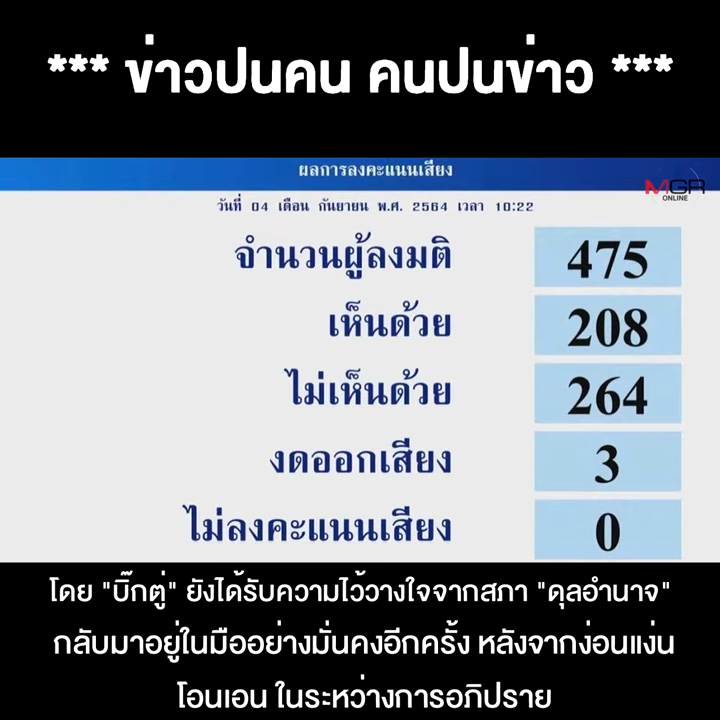 *** ข่าวปนคน คนปนข่าว ***
ผลการลงคะแนนเสียง
MGR
ONLINE
วันที่ 04 เดือน กันยายน พ.ศ. 2564 เวลา 10:22
จำนวนผู้ลงมติ 475
เห็นด้วย 208
ไม่เห็นด้วย 264
งดออกเสียง 3
ไม่ลงคะแนนเสียง 0
โดย "บิ๊กตู่" ยังได้รับความไว้วางใจจากสภา "ดุลอำนาจ"
กลับมาอยู่ในมืออย่างมั่นคงอีกครั้ง หลังจากง่อนแง่น
โอนเอน ในระหว่างการอภิปราย